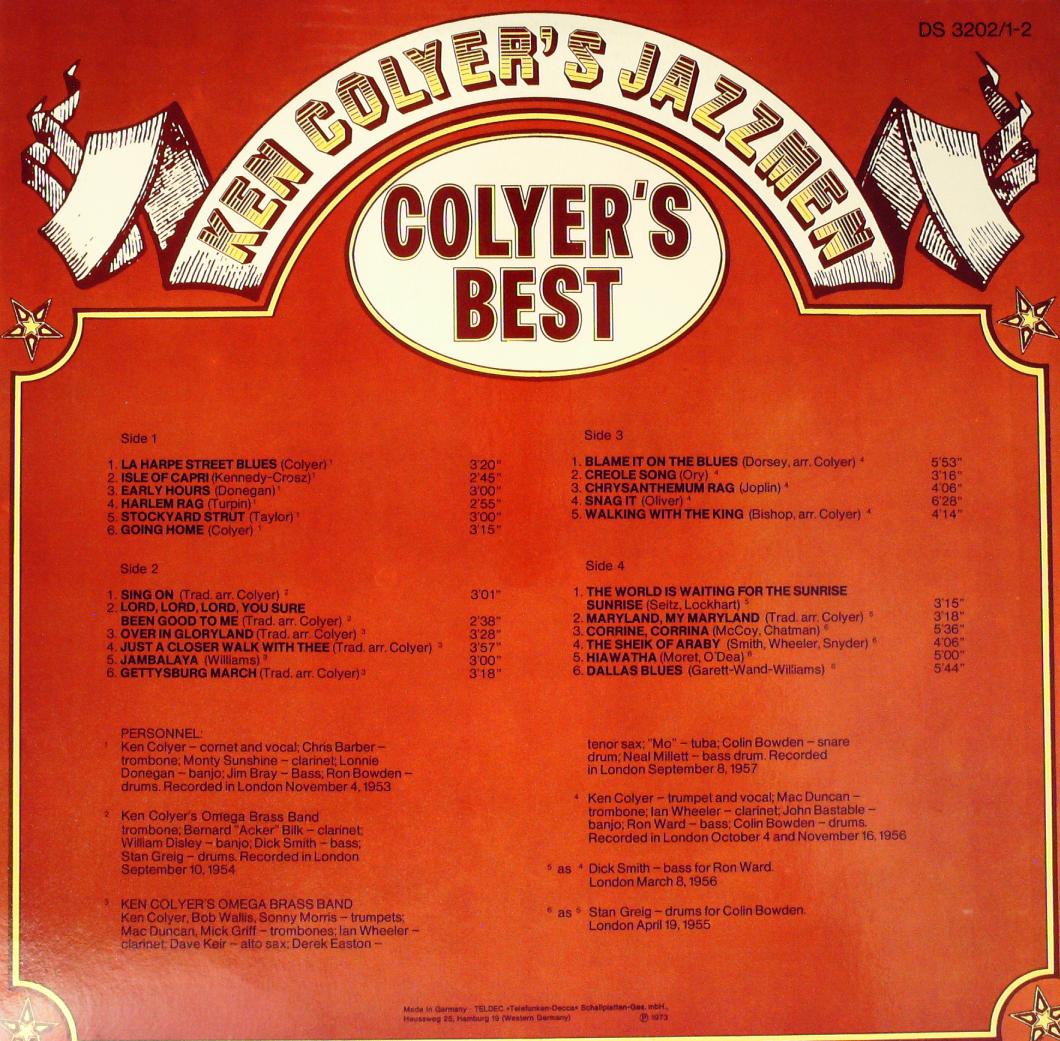 DS 3202/1-2
KEN COLYER'S JAZZMEN
COLYER'S
BEST
Side 1
1. LA HARPE STREET BLUES (Colyer) ¹ 3'20"
2. ISLE OF CAPRI (Kennedy-Crosz) ¹ 2'45"
3. EARLY HOURS (Donegan) ¹ 3'00"
4. HARLEM RAG (Turpin) ¹ 2'55"
5. STOCKYARD STRUT (Taylor) ¹ 3'00"
6. GOING HOME (Colyer) ¹ 3'15"
Side 2
1. SING ON (Trad. arr. Colyer) ² 3'01"
2. LORD, LORD, LORD, YOU SURE
BEEN GOOD TO ME (Trad. arr. Colyer) ² 2'38"
3. OVER IN GLORYLAND (Trad. arr. Colyer) ³ 3'28"
4. JUST A CLOSER WALK WITH THEE (Trad. arr. Colyer) ³ 3'57"
5. JAMBALAYA (Williams) ³ 3'00"
6. GETTYSBURG MARCH (Trad. arr. Colyer) ³ 3'18"
Side 3
1. BLAME IT ON THE BLUES (Dorsey, arr. Colyer) ⁴ 5'53"
2. CREOLE SONG (Ory) ⁴ 3'16"
3. CHRYSANTHEMUM RAG (Joplin) ⁴ 4'06"
4. SNAG IT (Oliver) ⁴ 6'28"
5. WALKING WITH THE KING (Bishop, arr. Colyer) ⁴ 4'14"
Side 4
1. THE WORLD IS WAITING FOR THE SUNRISE
SUNRISE (Seitz, Lockhart) ⁵ 3'15"
2. MARYLAND, MY MARYLAND (Trad. arr. Colyer) ⁵ 3'18"
3. CORRINE, CORRINA (McCoy, Chatman) ⁶ 5'36"
4. THE SHEIK OF ARABY (Smith, Wheeler, Snyder) ⁶ 4'06"
5. HIAWATHA (Moret, O'Dea) ⁶ 5'00"
6. DALLAS BLUES (Garett-Wand-Williams) ⁶ 5'44"
PERSONNEL:
¹ Ken Colyer – cornet and vocal; Chris Barber –
trombone; Monty Sunshine – clarinet; Lonnie
Donegan – banjo; Jim Bray – Bass; Ron Bowden –
drums. Recorded in London November 4, 1953
² Ken Colyer's Omega Brass Band
trombone; Bernard "Acker" Bilk – clarinet;
William Disley – banjo; Dick Smith – bass;
Stan Greig – drums. Recorded in London
September 10, 1954
³ KEN COLYER'S OMEGA BRASS BAND
Ken Colyer, Bob Wallis, Sonny Morris – trumpets;
Mac Duncan, Mick Griff – trombones; Ian Wheeler –
clarinet; Dave Keir – alto sax; Derek Easton –
tenor sax; "Mo" – tuba; Colin Bowden – snare
drum; Neal Millett – bass drum. Recorded
in London September 8, 1957
⁴ Ken Colyer – trumpet and vocal; Mac Duncan –
trombone; Ian Wheeler – clarinet; John Bastable –
banjo; Ron Ward – bass; Colin Bowden – drums.
Recorded in London October 4 and November 16, 1956
⁵ as ⁴ Dick Smith – bass for Ron Ward.
London March 8, 1956
⁶ as ⁵ Stan Greig – drums for Colin Bowden.
London April 19, 1955
Made in Germany · TELDEC »Telefunken-Decca« Schallplatten-Ges. mbH.,
Heussweg 25, Hamburg 19 (Western Germany) ℗ 1973